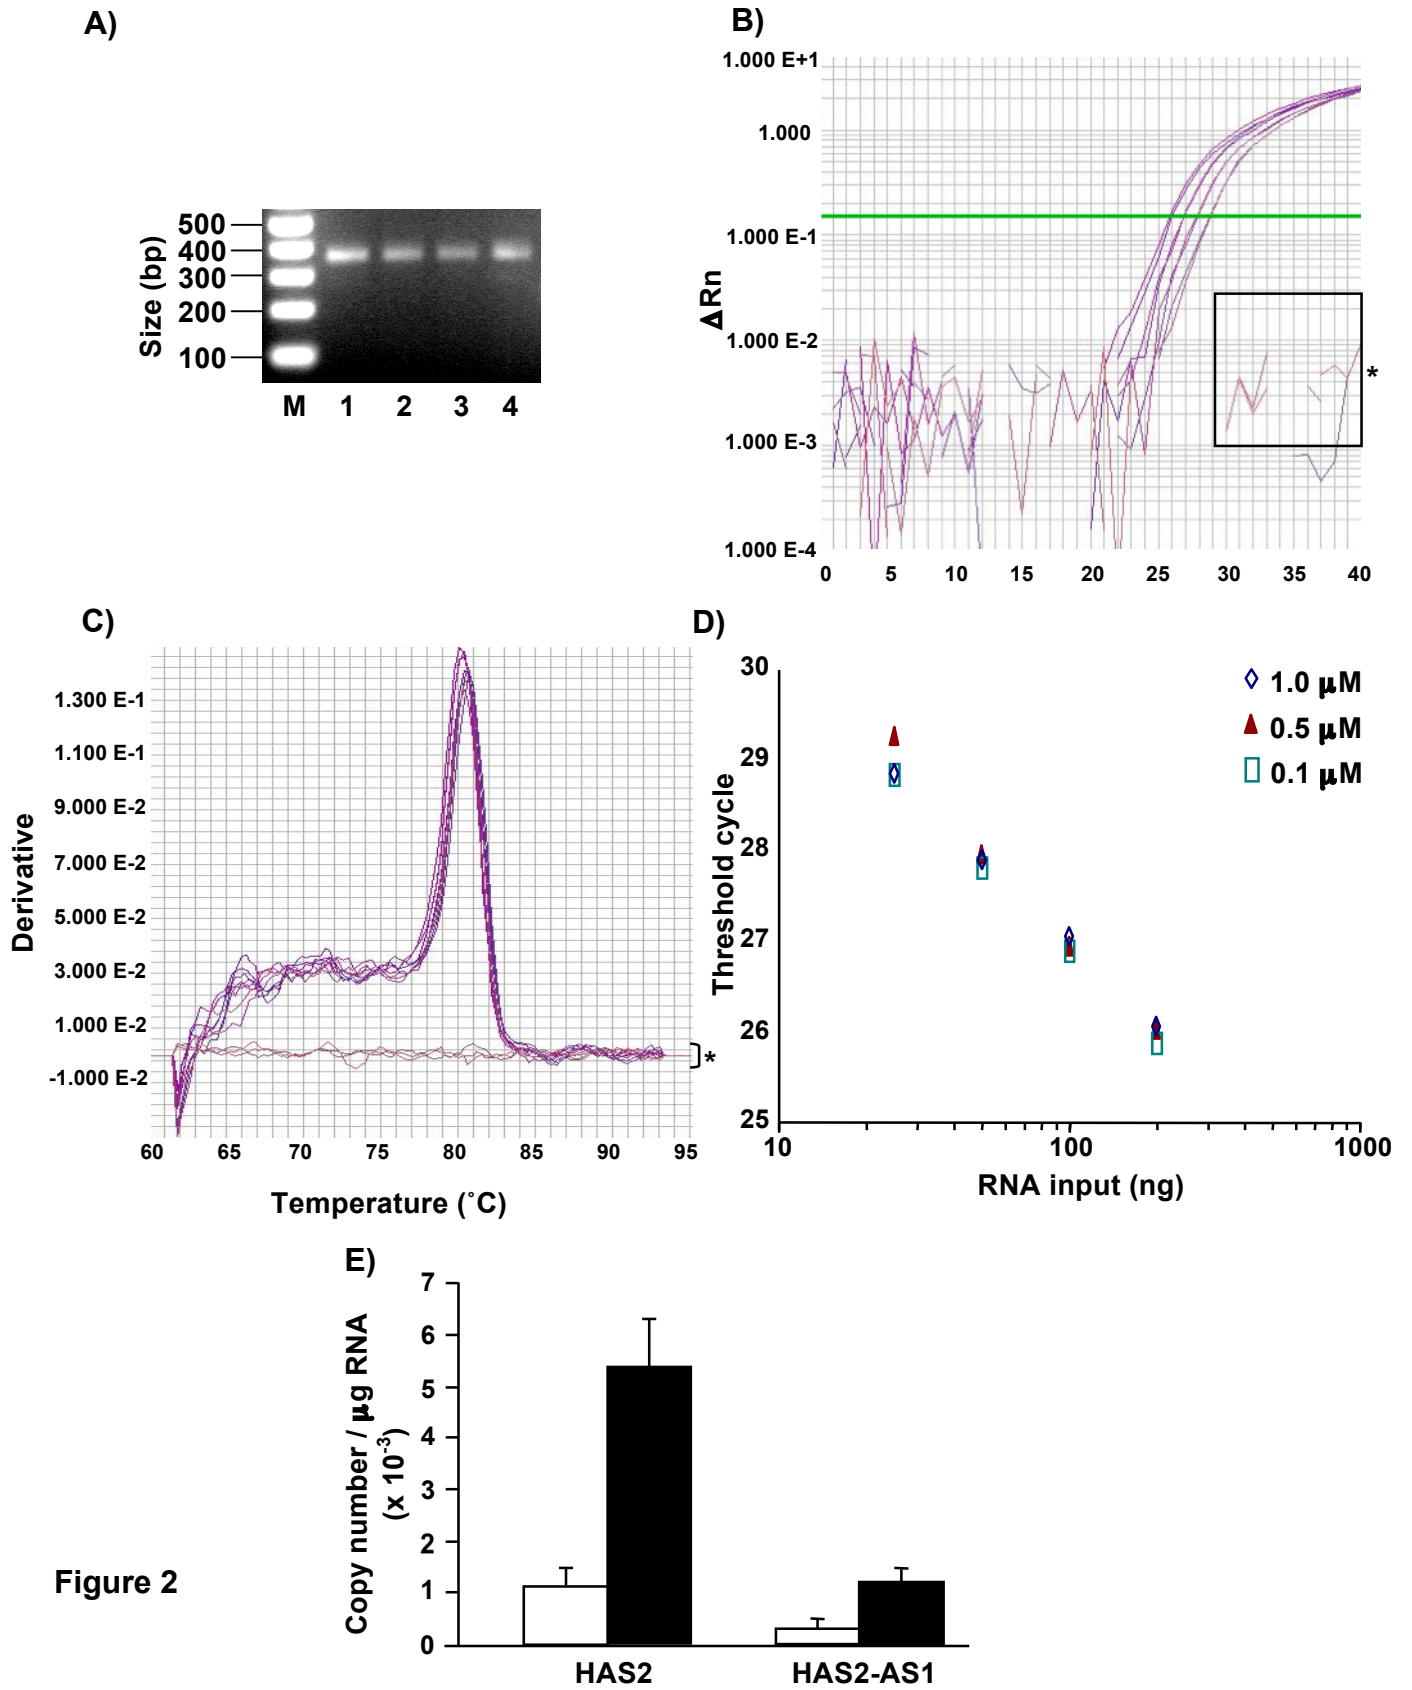 A)
Size (bp)
500
400
300
200
100
M 1 2 3 4
B)
ΔRn
1.000 E+1
1.000
1.000 E-1
1.000 E-2
1.000 E-3
1.000 E-4
*
0 5 10 15 20 25 30 35 40
C)
Derivative
1.300 E-1
1.100 E-1
9.000 E-2
7.000 E-2
5.000 E-2
3.000 E-2
1.000 E-2
-1.000 E-2
*
60 65 70 75 80 85 90 95
Temperature (˚C)
D)
Threshold cycle
30
29
28
27
26
25
1.0 μM
0.5 μM
0.1 μM
10 100 1000
RNA input (ng)
E)
Copy number / μg RNA
(x 10-3)
7
6
5
4
3
2
1
0
HAS2 HAS2-AS1
Figure 2